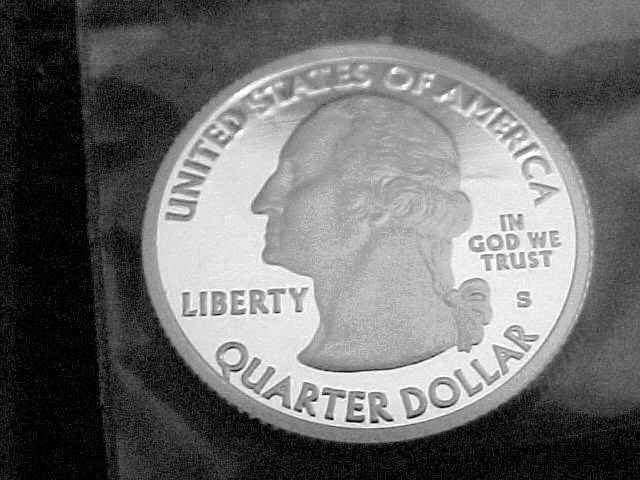 UNITED STATES OF AMERICA
LIBERTY
IN
GOD WE
TRUST
S
QUARTER DOLLAR